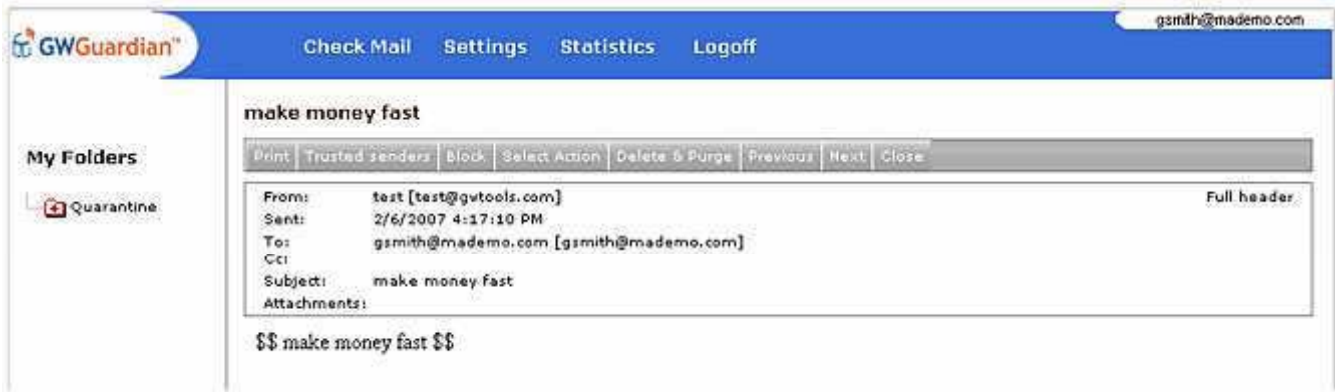 gsmith@mademo.com
GWGuardian™
Check Mail Settings Statistics Logoff
make money fast
My Folders
Print Trusted senders Block Select Action Delete & Purge Previous Next Close
Quarantine
From: test [test@gwtools.com] Full header
Sent: 2/6/2007 4:17:10 PM
To: gsmith@mademo.com [gsmith@mademo.com]
Cc:
Subject: make money fast
Attachments:
$$ make money fast $$